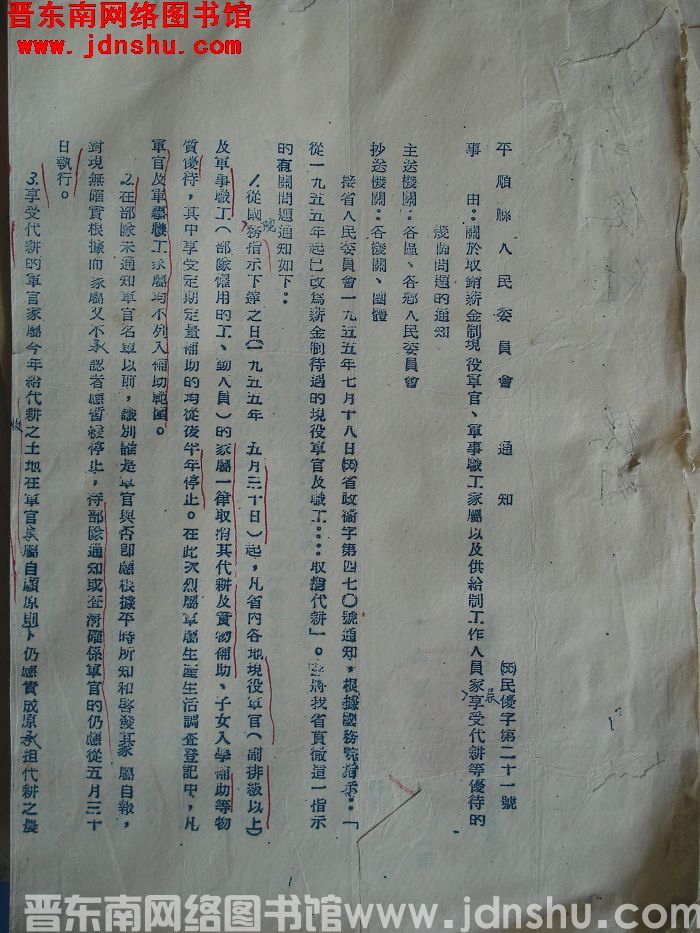 晋东南网络图书馆
www.jdnshu.com
平順縣人民委員會 通知
(55)民優字第二十一號
事 由:關於取銷薪金制現役軍官、軍事職工家屬以及供給制工作人員家屬享受代耕等優待的
幾個問題的通知
主送機關:各區、各鄉人民委員會
抄送機關:各機關、團體
接省人民委員會一九五五年七月十八日(55)省政衞字第四七〇號通知,根據國務院指示:「
從一九五五年起已改爲薪金制待遇的現役軍官及職工……取銷代耕」。茲將我省貫徹這一指示
的有關問題通知如下:
1.從國務院指示下達之日(一九五五年 五月三十日)起,凡省內各地現役軍官(副排級以上)
及軍事職工(部隊僱用的工、勤人員)的家屬一律取消其代耕及實物補助、子女入學補助等物
質優待,其中享受定期定量補助的均從後半年停止。在此次烈屬軍屬生產生活調查登記中,凡
軍官及軍事職工家屬均不列入補助範圍。
2.在部隊未通知軍官名單以前,識別誰是軍官與否即應根據平時所知和啓發其家 屬自報,
對現無確實根據而家屬又不承認者應暫緩停止,待部隊通知或查清確係軍官的仍應從五月三十
日執行。
3.享受代耕的軍官家屬今年給代耕之土地在軍官家屬自願原則下仍應責成原承担代耕之農
晋东南网络图书馆 www.jdnshu.com